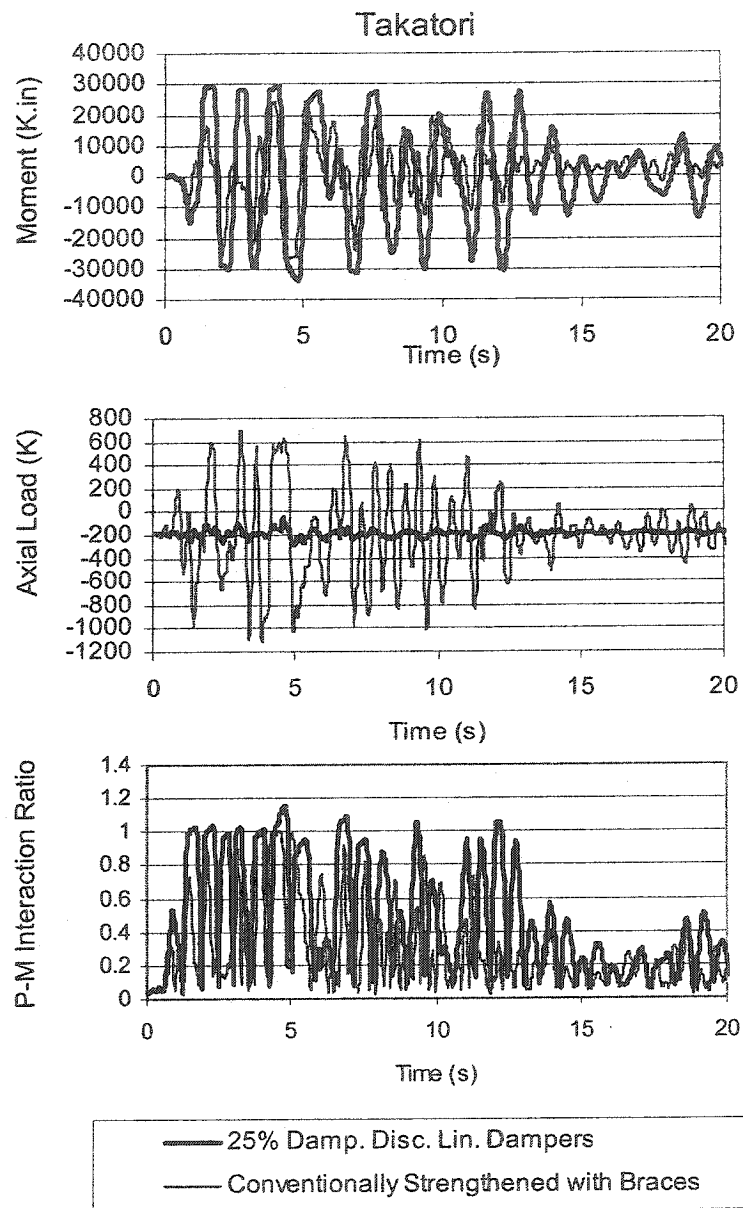 Takatori
Moment (K.in)
40000
30000
20000
10000
0
-10000
-20000
-30000
-40000
0 5 10 15 20
Time (s)
Axial Load (K)
800
600
400
200
0
-200
-400
-600
-800
-1000
-1200
0 5 10 15 20
Time (s)
P-M Interaction Ratio
1.4
1.2
1
0.8
0.6
0.4
0.2
0
0 5 10 15 20
Time (s)
25% Damp. Disc. Lin. Dampers
Conventionally Strengthened with Braces